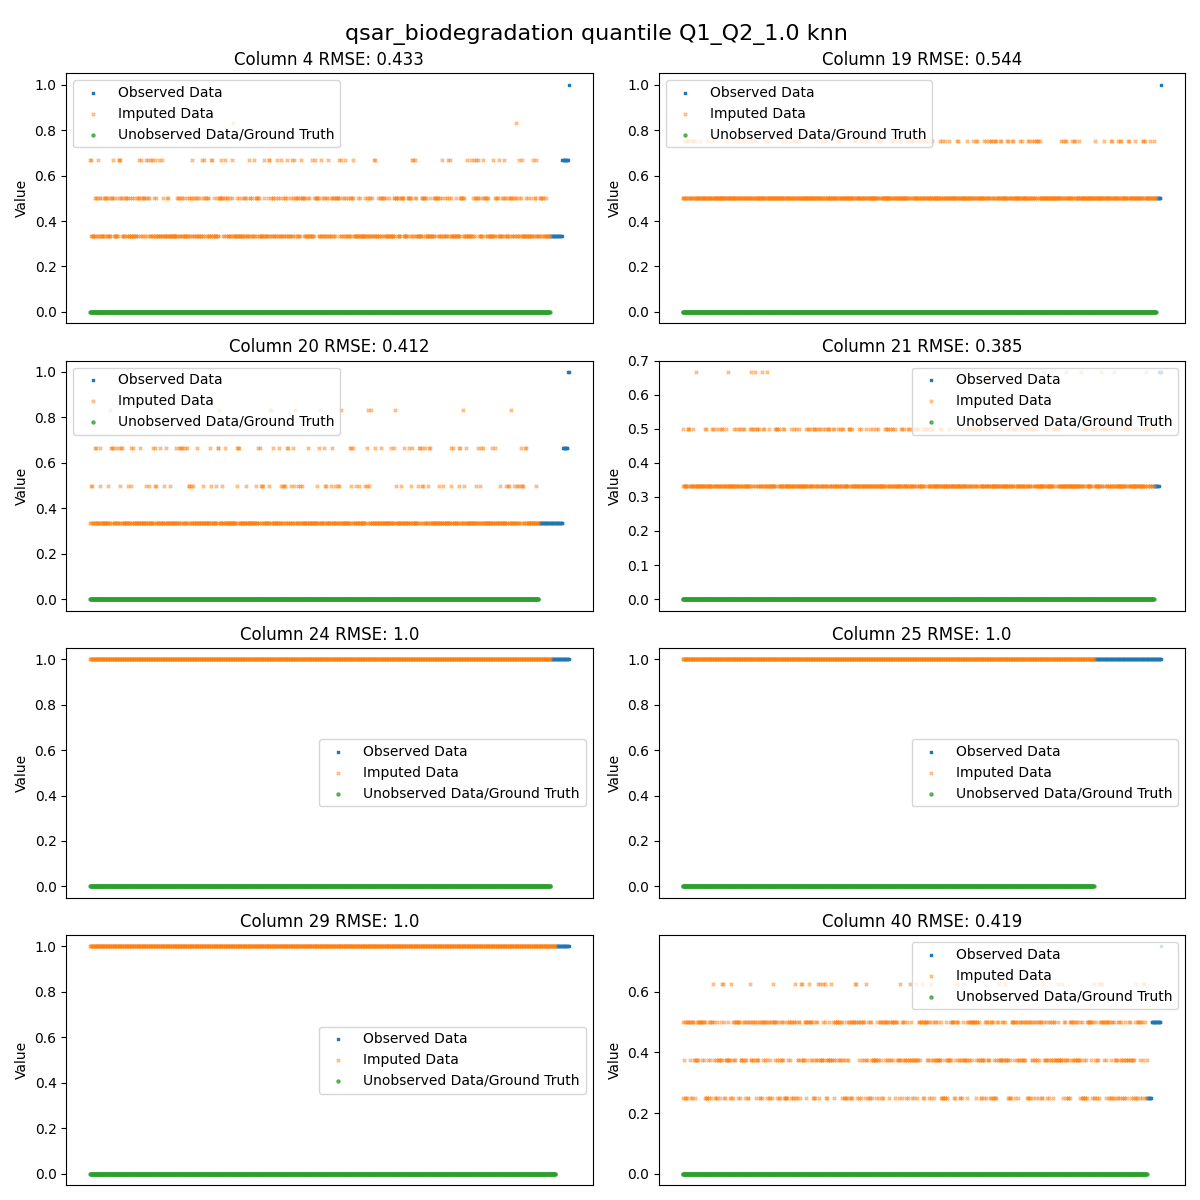 qsar_biodegradation quantile Q1_Q2_1.0 knn
Column 4 RMSE: 0.433
Value
1.0
0.8
0.6
0.4
0.2
0.0
Observed Data
Imputed Data
Unobserved Data/Ground Truth
Column 19 RMSE: 0.544
Value
1.0
0.8
0.6
0.4
0.2
0.0
Observed Data
Imputed Data
Unobserved Data/Ground Truth
Column 20 RMSE: 0.412
Value
1.0
0.8
0.6
0.4
0.2
0.0
Observed Data
Imputed Data
Unobserved Data/Ground Truth
Column 21 RMSE: 0.385
Value
0.7
0.6
0.5
0.4
0.3
0.2
0.1
0.0
Observed Data
Imputed Data
Unobserved Data/Ground Truth
Column 24 RMSE: 1.0
Value
1.0
0.8
0.6
0.4
0.2
0.0
Observed Data
Imputed Data
Unobserved Data/Ground Truth
Column 25 RMSE: 1.0
Value
1.0
0.8
0.6
0.4
0.2
0.0
Observed Data
Imputed Data
Unobserved Data/Ground Truth
Column 29 RMSE: 1.0
Value
1.0
0.8
0.6
0.4
0.2
0.0
Observed Data
Imputed Data
Unobserved Data/Ground Truth
Column 40 RMSE: 0.419
Value
0.6
0.4
0.2
0.0
Observed Data
Imputed Data
Unobserved Data/Ground Truth